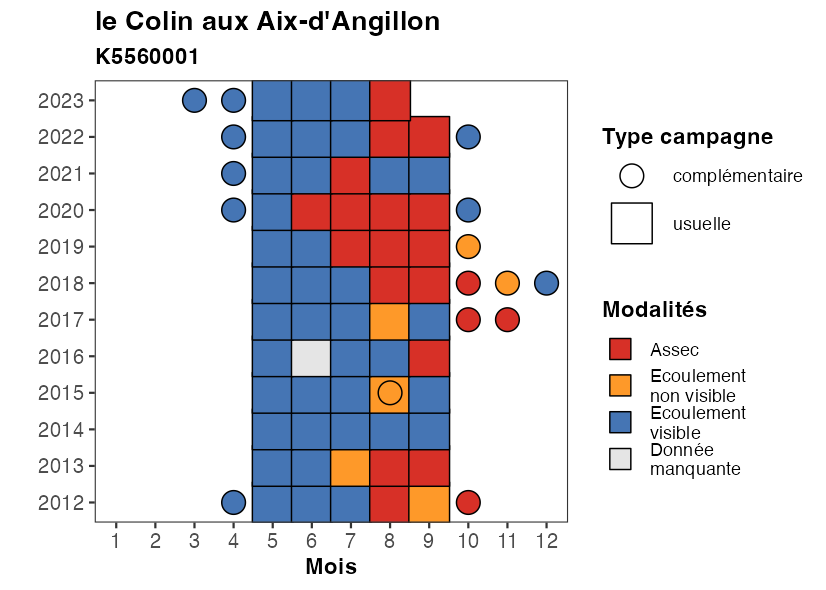 le Colin aux Aix-d'Angillon
K5560001
2023
2022
2021
2020
2019
2018
2017
2016
2015
2014
2013
2012
1 2 3 4 5 6 7 8 9 10 11 12
Mois
Type campagne
complémentaire
usuelle
Modalités
Assec
Ecoulement
non visible
Ecoulement
visible
Donnée
manquante